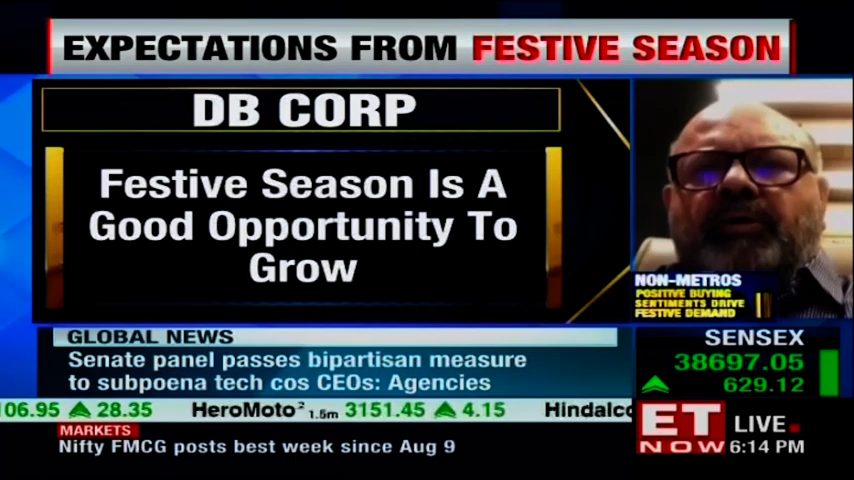 EXPECTATIONS FROM FESTIVE SEASON
DB CORP
Festive Season Is A
Good Opportunity To
Grow
NON-METROS
POSITIVE BUYING
SENTIMENTS DRIVE
FESTIVE DEMAND
GLOBAL NEWS
Senate panel passes bipartisan measure
to subpoena tech cos CEOs: Agencies
SENSEX
38697.05
629.12
06.95 28.35 HeroMoto² 1.5m 3151.45 4.15 Hindalco
ET NOW
LIVE
6:14 PM
MARKETS
Nifty FMCG posts best week since Aug 9